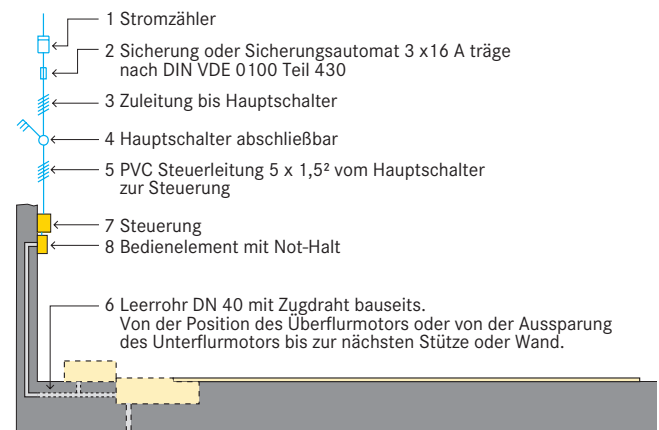 1 Stromzähler
2 Sicherung oder Sicherungsautomat 3 x16 A träge
nach DIN VDE 0100 Teil 430
3 Zuleitung bis Hauptschalter
4 Hauptschalter abschließbar
5 PVC Steuerleitung 5 x 1,5² vom Hauptschalter
zur Steuerung
7 Steuerung
8 Bedienelement mit Not-Halt
6 Leerrohr DN 40 mit Zugdraht bauseits.
Von der Position des Überflurmotors oder von der Aussparung
des Unterflurmotors bis zur nächsten Stütze oder Wand.